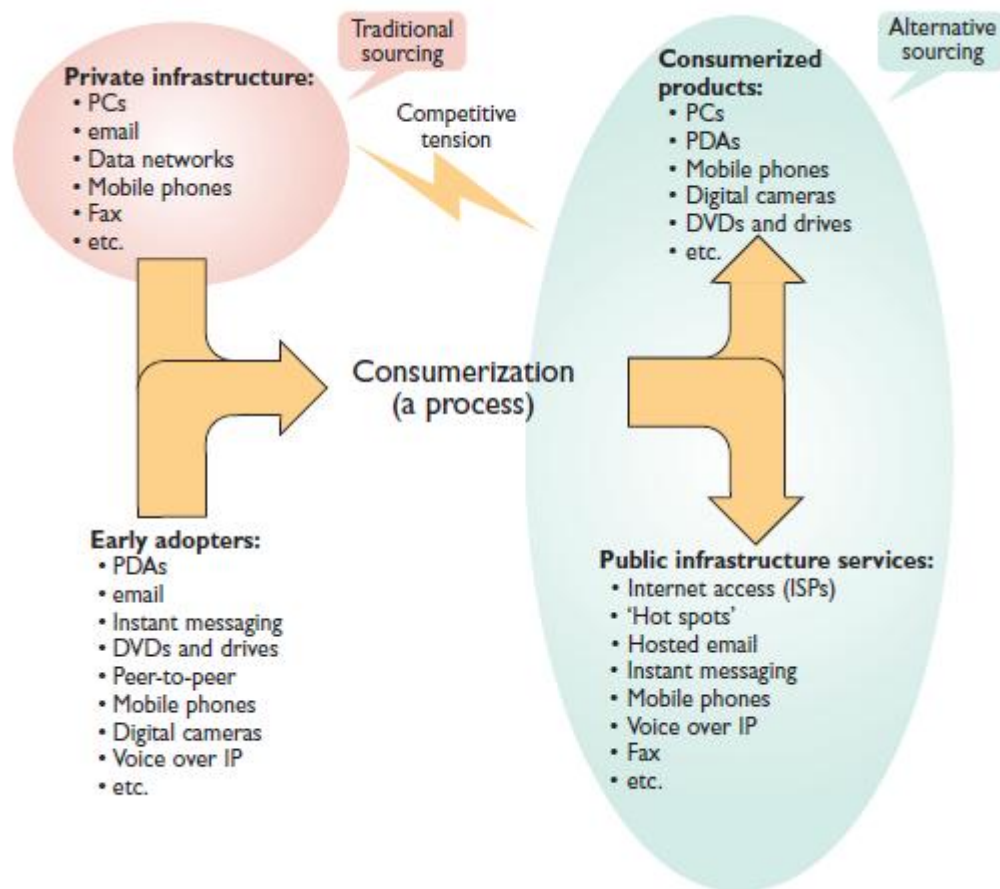 Traditional
sourcing
Private infrastructure:
• PCs
• email
• Data networks
• Mobile phones
• Fax
• etc.
Competitive
tension
Alternative
sourcing
Consumerized
products:
• PCs
• PDAs
• Mobile phones
• Digital cameras
• DVDs and drives
• etc.
Consumerization
(a process)
Early adopters:
• PDAs
• email
• Instant messaging
• DVDs and drives
• Peer-to-peer
• Mobile phones
• Digital cameras
• Voice over IP
• etc.
Public infrastructure services:
• Internet access (ISPs)
• ‘Hot spots’
• Hosted email
• Instant messaging
• Mobile phones
• Voice over IP
• Fax
• etc.